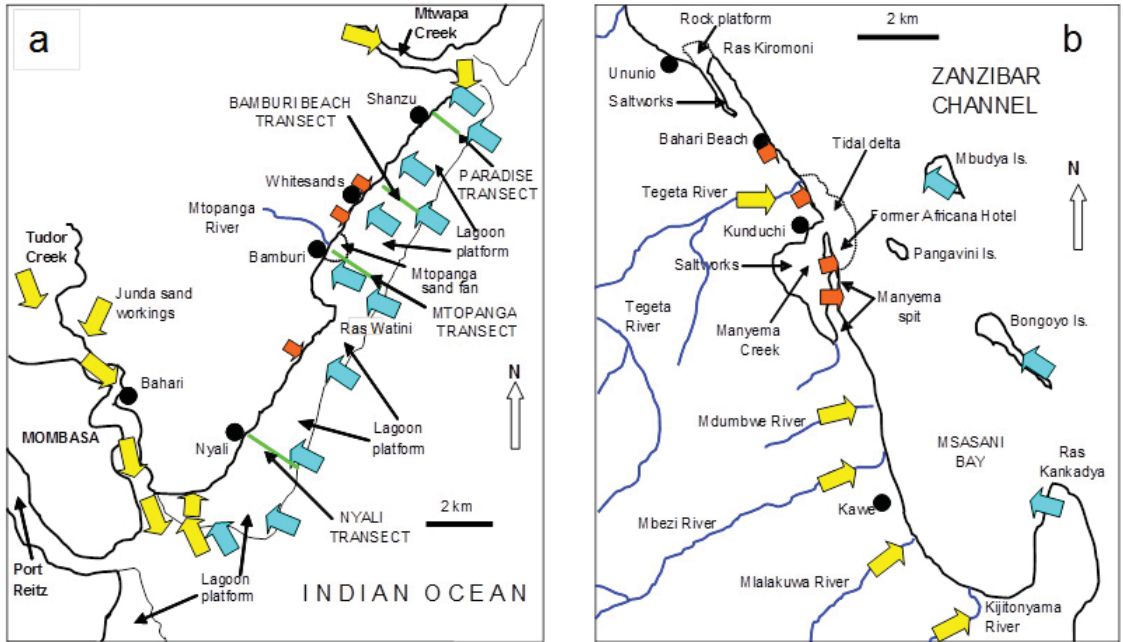 a
Mtwapa
Creek
Shanzu
BAMBURI BEACH
TRANSECT
PARADISE
TRANSECT
Whitesands
Mtopanga
River
Lagoon
platform
Tudor
Creek
Bamburi
Mtopanga
sand fan
Junda sand
workings
MTOPANGA
TRANSECT
Ras Watini
N
Bahari
Lagoon
platform
MOMBASA
Nyali
NYALI
TRANSECT
2 km
Port
Reitz
Lagoon
platform
INDIAN OCEAN
b
Rock platform
2 km
Ras Kiromoni
Ununio
ZANZIBAR
CHANNEL
Saltworks
Bahari Beach
Tidal delta
Mbudya Is.
N
Tegeta River
Former Africana Hotel
Kunduchi
Pangavini Is.
Saltworks
Manyema
spit
Tegeta
River
Manyema
Creek
Bongoyo Is.
Mdumbwe River
MSASANI
BAY
Ras
Kankadya
Mbezi River
Kawe
Mlalakuwa River
Kijitonyama
River